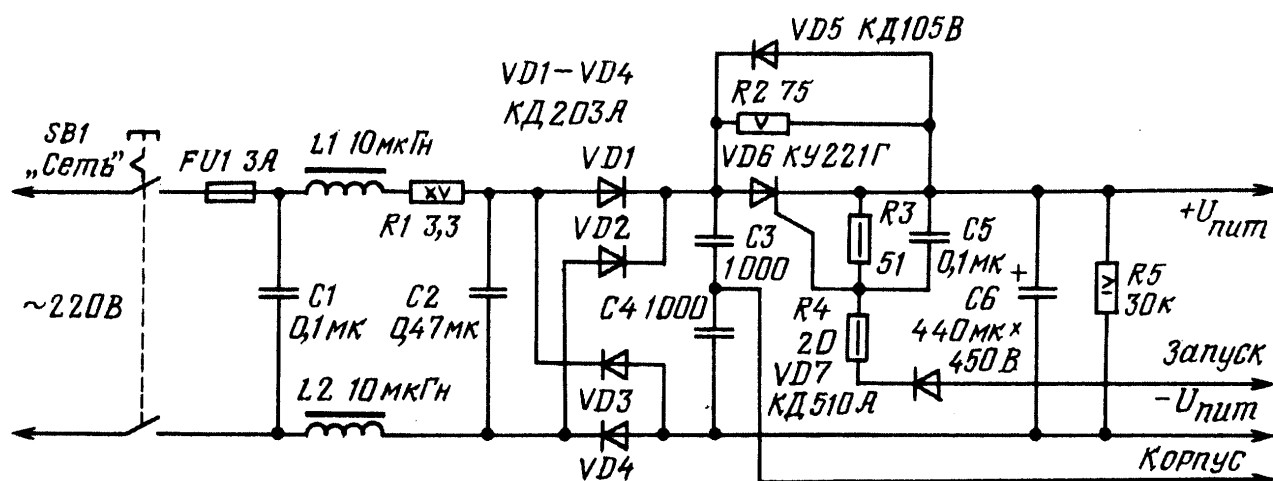 VD5 КД105В
VD1–VD4
КД203А
R2 75
SB1
„Сеть"
FU1 3А
L1 10мкГн
VD1
VD6 КУ221Г
R1 3,3
VD2
C3
1000
R3
51
C5
0,1мк
+Uпит
~220В
C1
0,1мк
C2
0,47мк
C4 1000
R4
20
C6
440мк×
450В
+
R5
30к
VD7
КД510А
Запуск
L2 10мкГн
VD3
–Uпит
VD4
Корпус